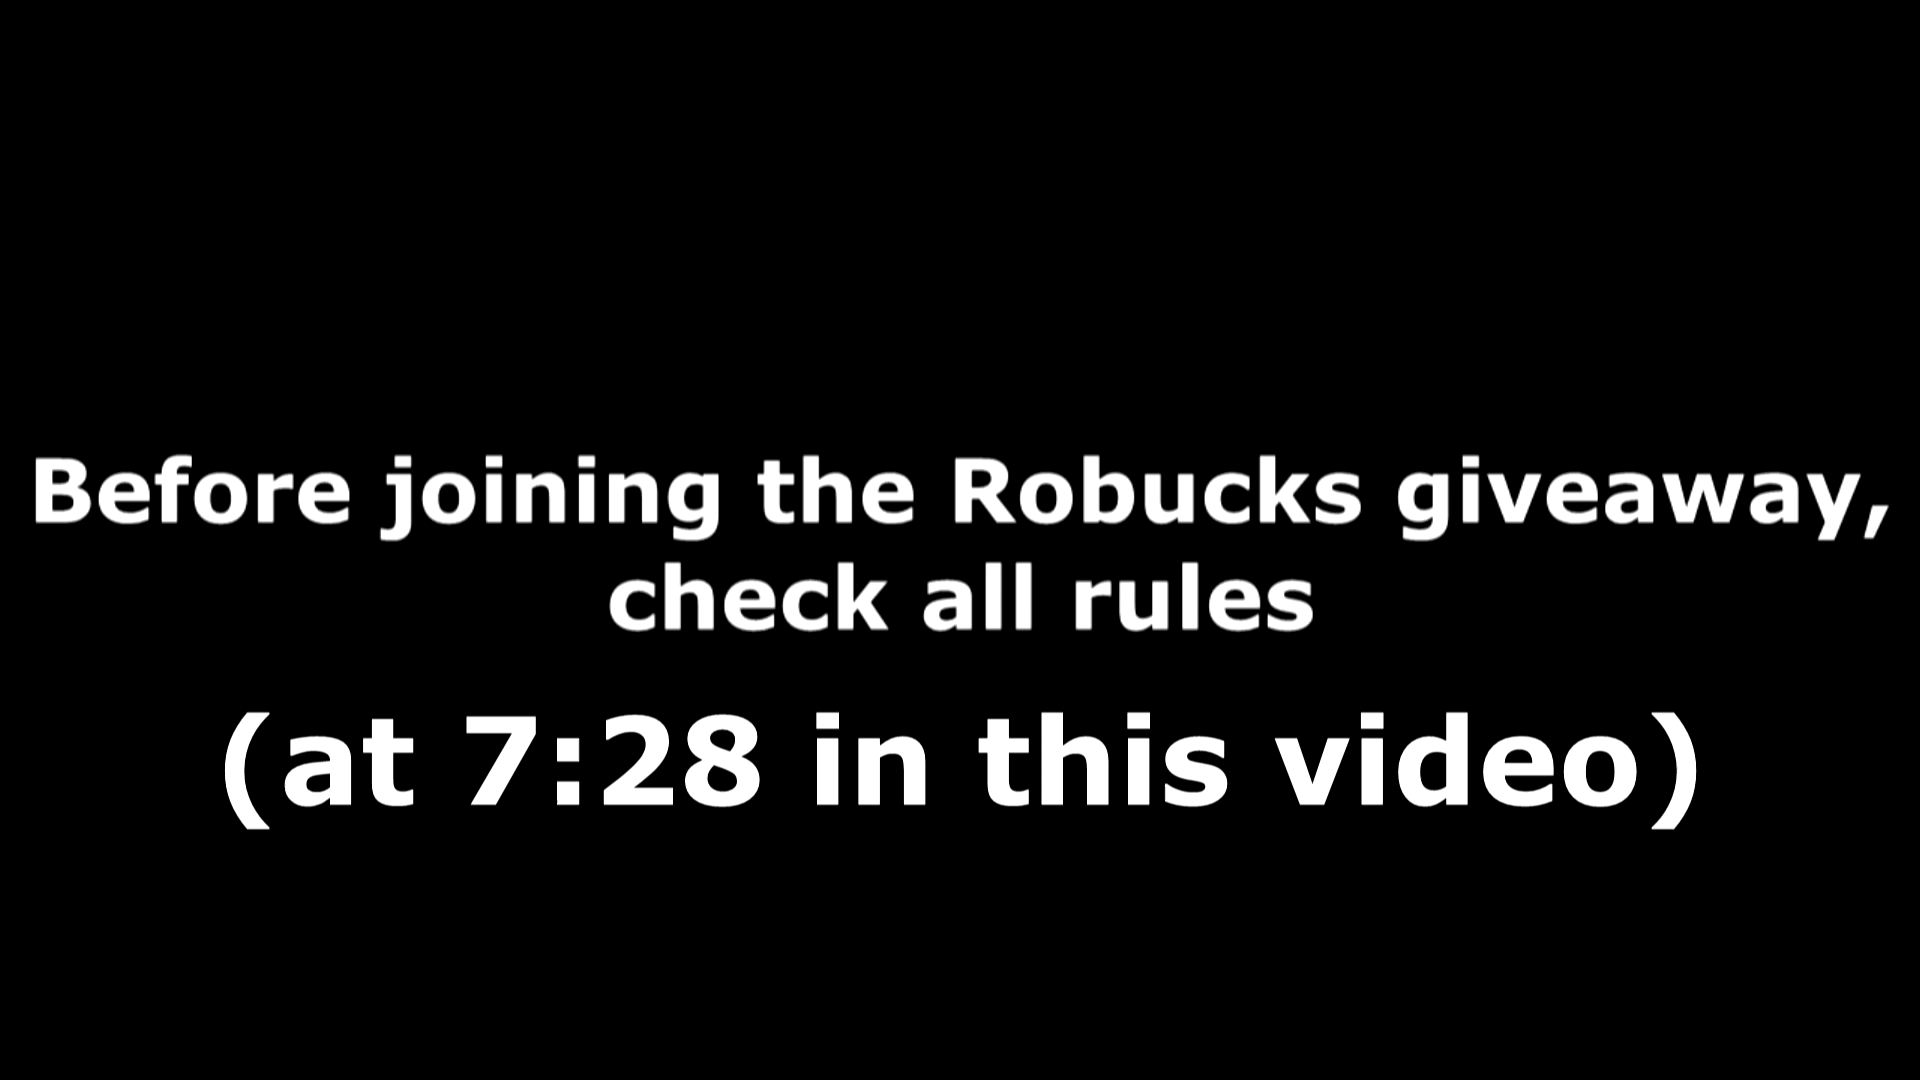 Before joining the Robucks giveaway,
check all rules
(at 7:28 in this video)